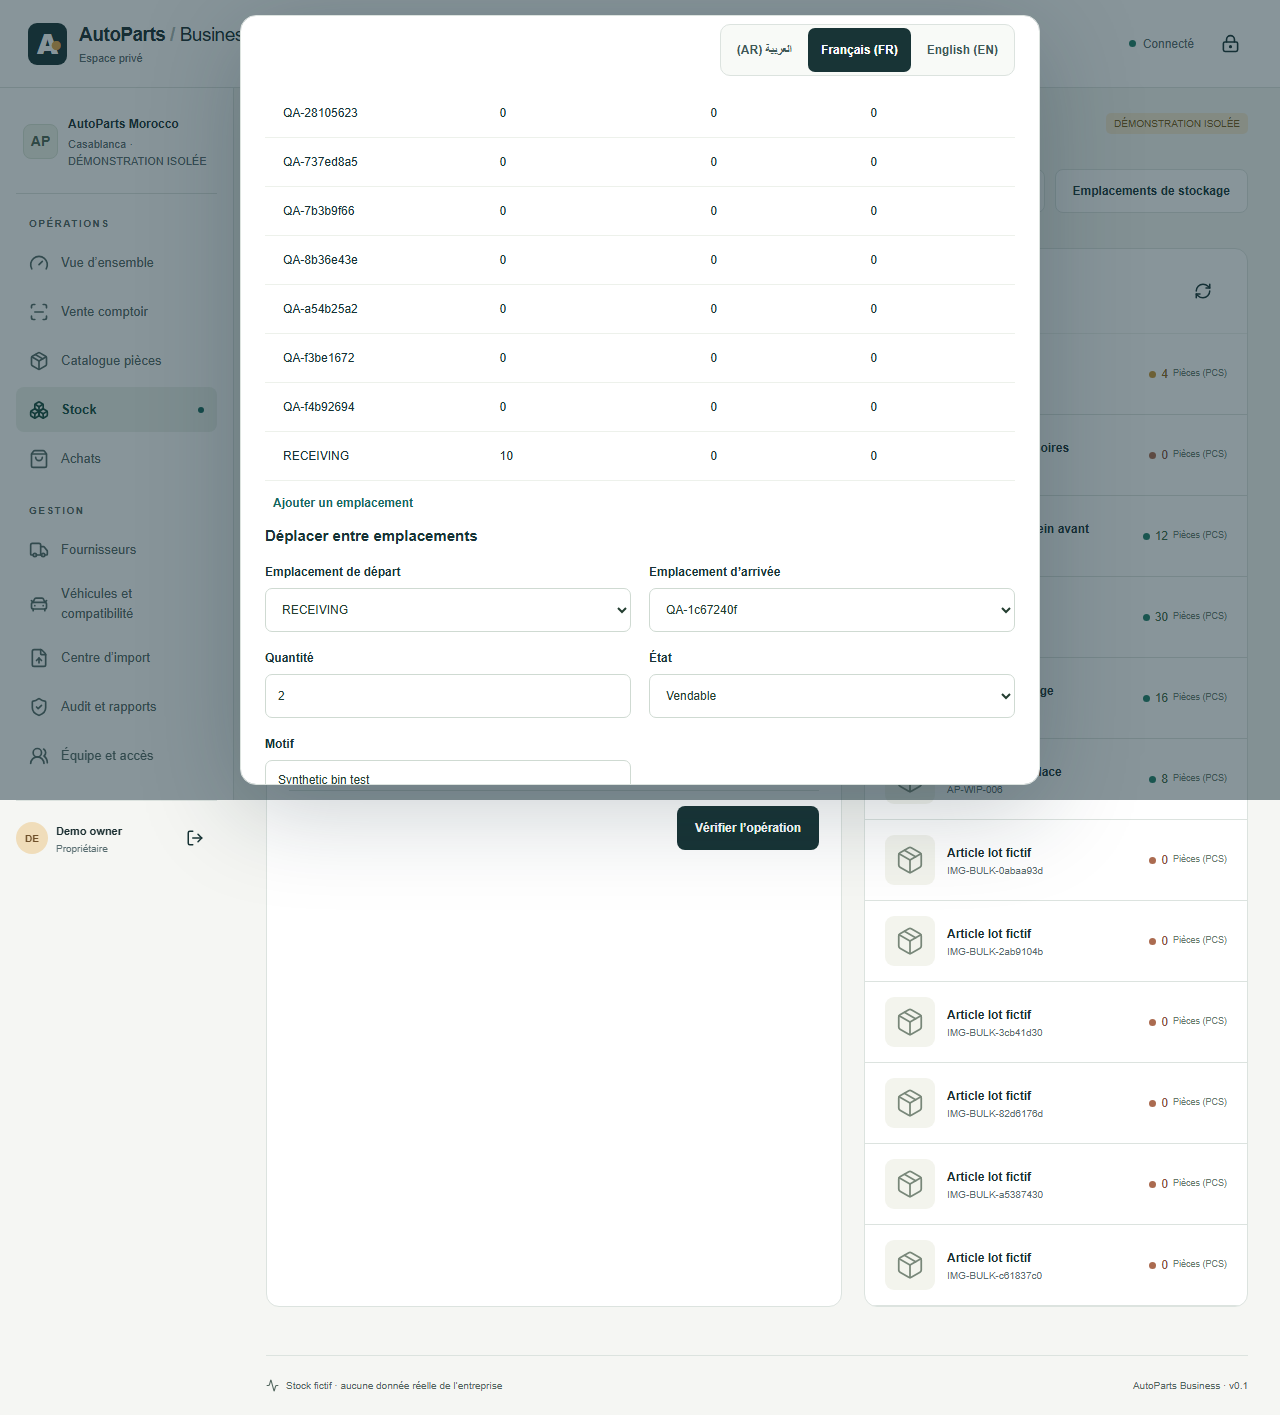 AutoParts / Busines
Espace privé
العربية (AR)
Français (FR)
English (EN)
Connecté
AP
AutoParts Morocco
Casablanca ·
DÉMONSTRATION ISOLÉE
OPÉRATIONS
Vue d'ensemble
Vente comptoir
Catalogue pièces
Stock
Achats
GESTION
Fournisseurs
Véhicules et
compatibilité
Centre d'import
Audit et rapports
Équipe et accès
DE
Demo owner
Propriétaire
QA-28105623 0 0 0
QA-737ed8a5 0 0 0
QA-7b3b9f66 0 0 0
QA-8b36e43e 0 0 0
QA-a54b25a2 0 0 0
QA-f3be1672 0 0 0
QA-f4b92694 0 0 0
RECEIVING 10 0 0
Ajouter un emplacement
Déplacer entre emplacements
Emplacement de départ
Emplacement d'arrivée
RECEIVING
QA-1c67240f
Quantité
État
2
Vendable
Motif
Synthetic bin test
Vérifier l'opération
DÉMONSTRATION ISOLÉE
Emplacements de stockage
4 Pièces (PCS)
oires
0 Pièces (PCS)
ein avant
12 Pièces (PCS)
30 Pièces (PCS)
ge
16 Pièces (PCS)
lace
AP-WIP-006
8 Pièces (PCS)
Article lot fictif
IMG-BULK-0abaa93d
0 Pièces (PCS)
Article lot fictif
IMG-BULK-2ab9104b
0 Pièces (PCS)
Article lot fictif
IMG-BULK-3cb41d30
0 Pièces (PCS)
Article lot fictif
IMG-BULK-82d6176d
0 Pièces (PCS)
Article lot fictif
IMG-BULK-a5387430
0 Pièces (PCS)
Article lot fictif
IMG-BULK-c61837c0
0 Pièces (PCS)
Stock fictif · aucune donnée réelle de l'entreprise
AutoParts Business · v0.1